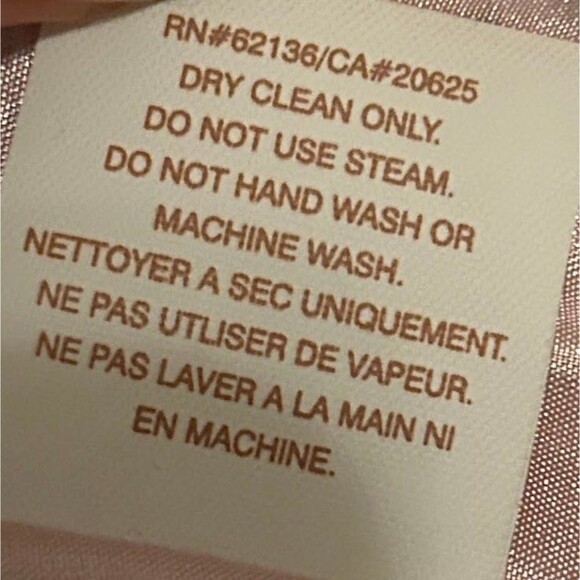 RN#62136/CA#20625
DRY CLEAN ONLY.
DO NOT USE STEAM.
DO NOT HAND WASH OR
MACHINE WASH.
NETTOYER A SEC UNIQUEMENT.
NE PAS UTLISER DE VAPEUR.
NE PAS LAVER A LA MAIN NI
EN MACHINE.